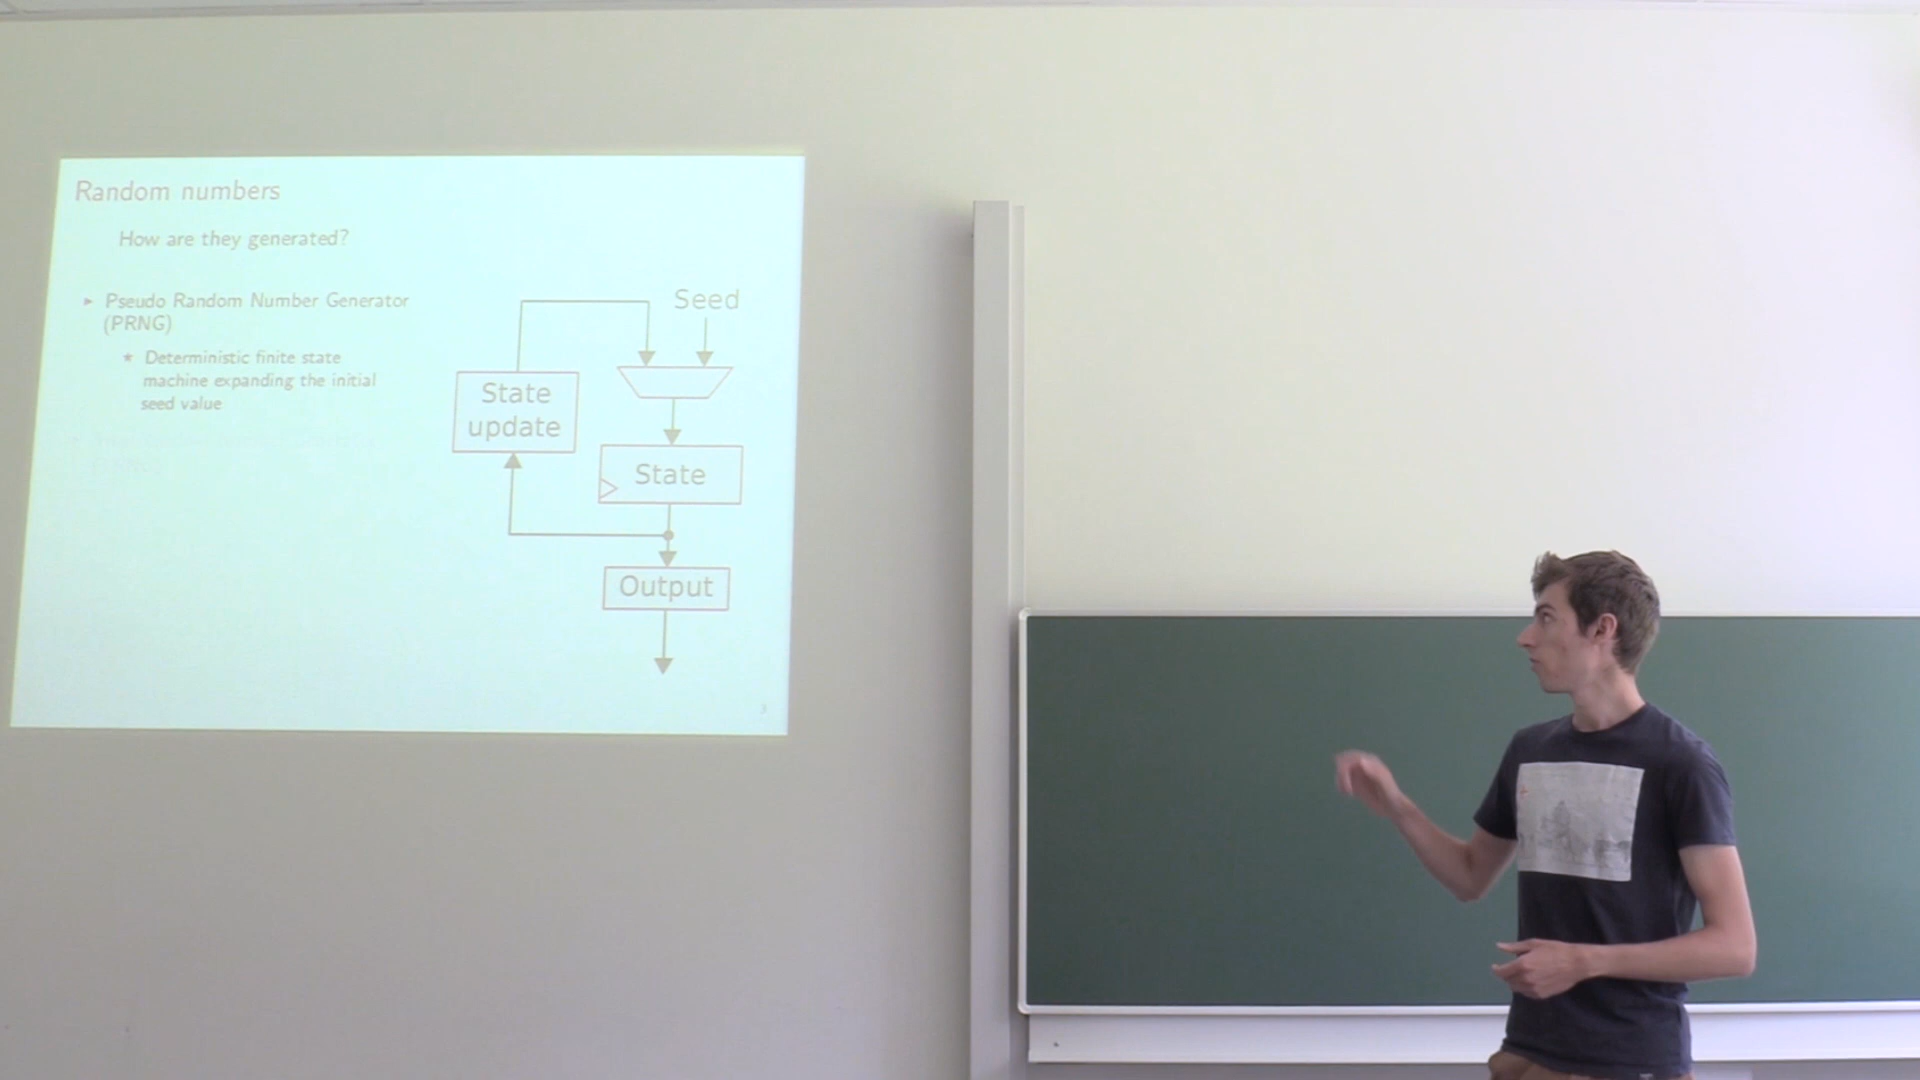 Random numbers
How are they generated?
▸ Pseudo Random Number Generator
(PRNG)
★ Deterministic finite state
machine expanding the initial
seed value
Seed
State
update
State
Output
3